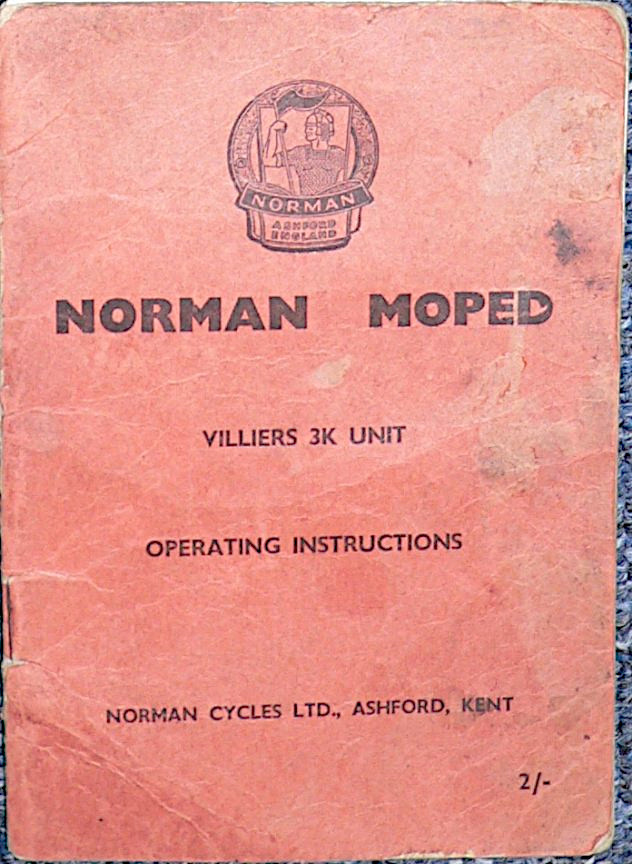 NORMAN
ASHFORD
ENGLAND
NORMAN MOPED
VILLIERS 3K UNIT
OPERATING INSTRUCTIONS
NORMAN CYCLES LTD., ASHFORD, KENT
2/-